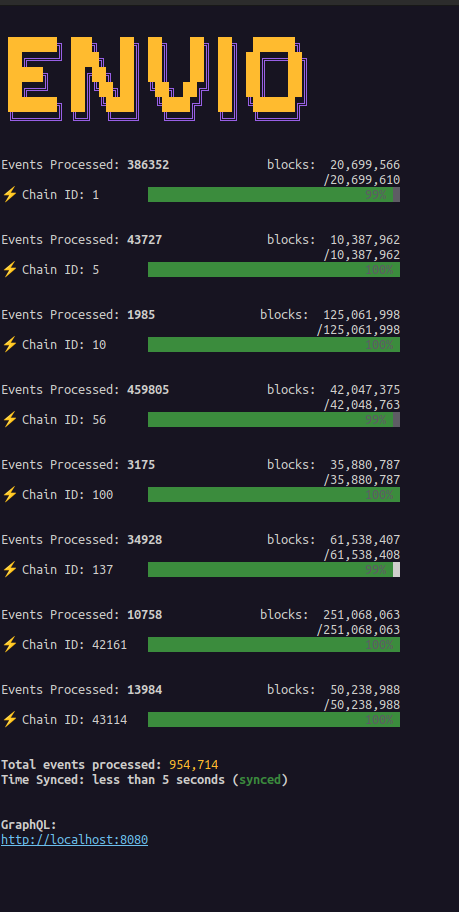 ENVIO
Events Processed: 386352 blocks: 20,699,566
/20,699,610
⚡ Chain ID: 1 99%
Events Processed: 43727 blocks: 10,387,962
/10,387,962
⚡ Chain ID: 5 100%
Events Processed: 1985 blocks: 125,061,998
/125,061,998
⚡ Chain ID: 10 100%
Events Processed: 459805 blocks: 42,047,375
/42,048,763
⚡ Chain ID: 56 99%
Events Processed: 3175 blocks: 35,880,787
/35,880,787
⚡ Chain ID: 100 100%
Events Processed: 34928 blocks: 61,538,407
/61,538,408
⚡ Chain ID: 137 99%
Events Processed: 10758 blocks: 251,068,063
/251,068,063
⚡ Chain ID: 42161 100%
Events Processed: 13984 blocks: 50,238,988
/50,238,988
⚡ Chain ID: 43114 100%
Total events processed: 954,714
Time Synced: less than 5 seconds (synced)
GraphQL:
http://localhost:8080